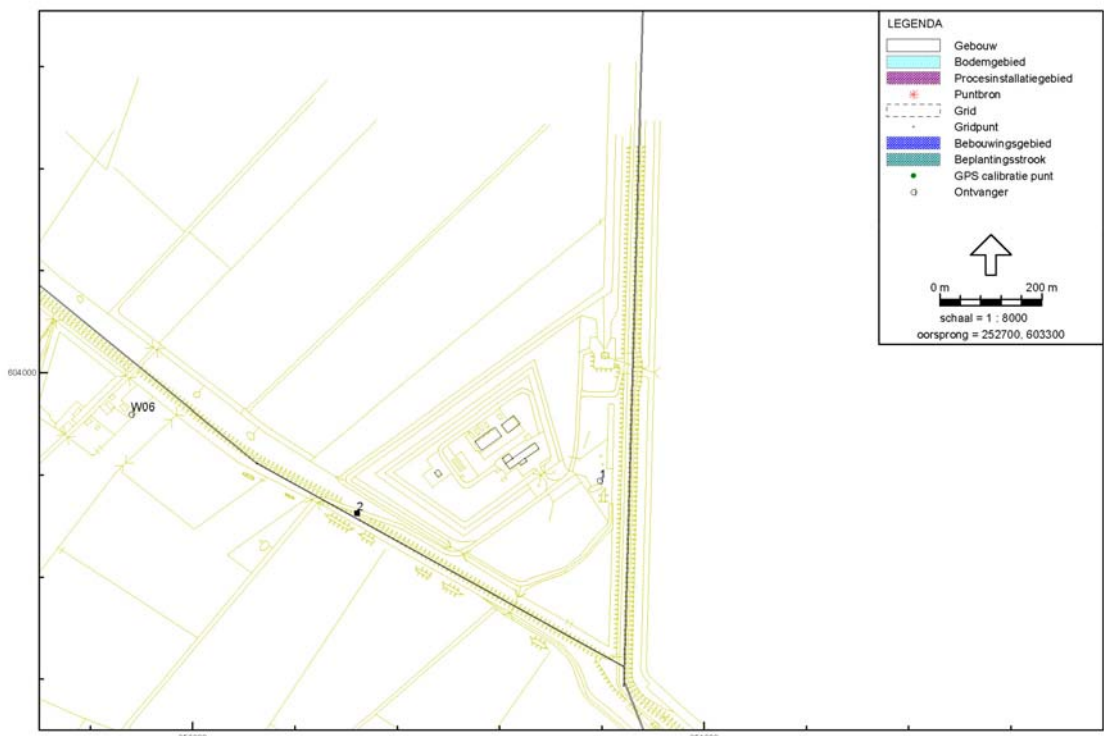 LEGENDA
Gebouw
Bodemgebied
Procesinstallatiegebied
Puntbron
Grid
Gridpunt
Bebouwingsgebied
Beplantingsstrook
GPS calibratie punt
Ontvanger
0 m 200 m
schaal = 1 : 8000
oorsprong = 252700, 603300
604000
W06
1
2